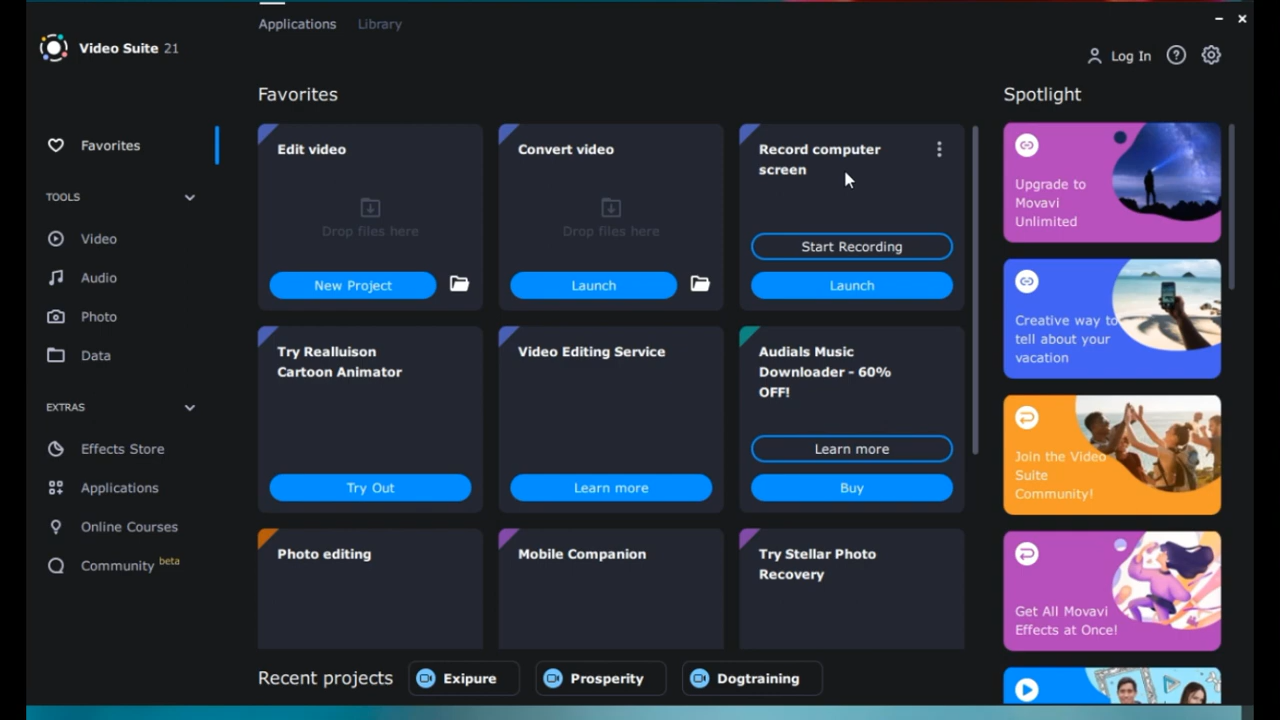 Applications
Library
Video Suite 21
Log In
Favorites
Spotlight
Favorites
TOOLS
Video
Audio
Photo
Data
EXTRAS
Effects Store
Applications
Online Courses
Community beta
Edit video
Drop files here
New Project
Convert video
Drop files here
Launch
Record computer
screen
Start Recording
Launch
Try Realluison
Cartoon Animator
Try Out
Video Editing Service
Learn more
Audials Music
Downloader - 60%
OFF!
Learn more
Buy
Photo editing
Mobile Companion
Try Stellar Photo
Recovery
Upgrade to
Movavi
Unlimited
Creative way to
tell about your
vacation
Join the Video
Suite
Community!
Get All Movavi
Effects at Once!
Recent projects
Exipure
Prosperity
Dogtraining